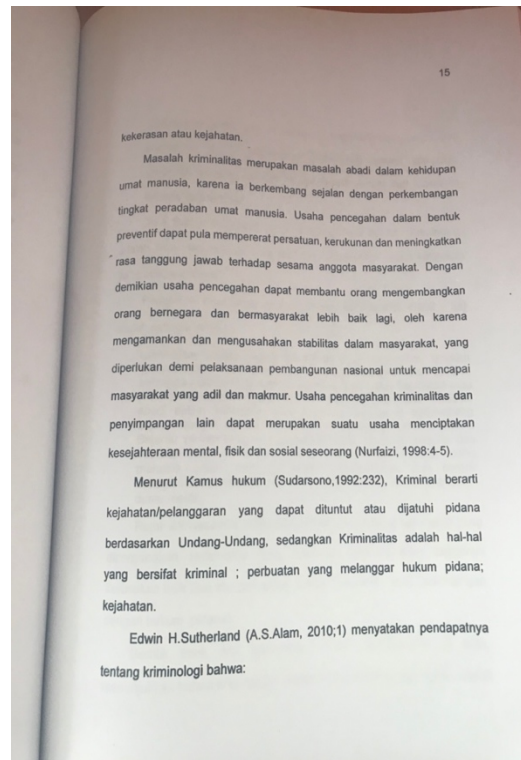 15
kekerasan atau kejahatan.
Masalah kriminalitas merupakan masalah abadi dalam kehidupan
umat manusia, karena ia berkembang sejalan dengan perkembangan
tingkat peradaban umat manusia. Usaha pencegahan dalam bentuk
preventif dapat pula mempererat persatuan, kerukunan dan meningkatkan
rasa tanggung jawab terhadap sesama anggota masyarakat. Dengan
demikian usaha pencegahan dapat membantu orang mengembangkan
orang bernegara dan bermasyarakat lebih baik lagi, oleh karena
mengamankan dan mengusahakan stabilitas dalam masyarakat, yang
diperlukan demi pelaksanaan pembangunan nasional untuk mencapai
masyarakat yang adil dan makmur. Usaha pencegahan kriminalitas dan
penyimpangan lain dapat merupakan suatu usaha menciptakan
kesejahteraan mental, fisik dan sosial seseorang (Nurfaizi, 1998:4-5).
Menurut Kamus hukum (Sudarsono,1992:232), Kriminal berarti
kejahatan/pelanggaran yang dapat dituntut atau dijatuhi pidana
berdasarkan Undang-Undang, sedangkan Kriminalitas adalah hal-hal
yang bersifat kriminal ; perbuatan yang melanggar hukum pidana;
kejahatan.
Edwin H.Sutherland (A.S.Alam, 2010;1) menyatakan pendapatnya
tentang kriminologi bahwa: